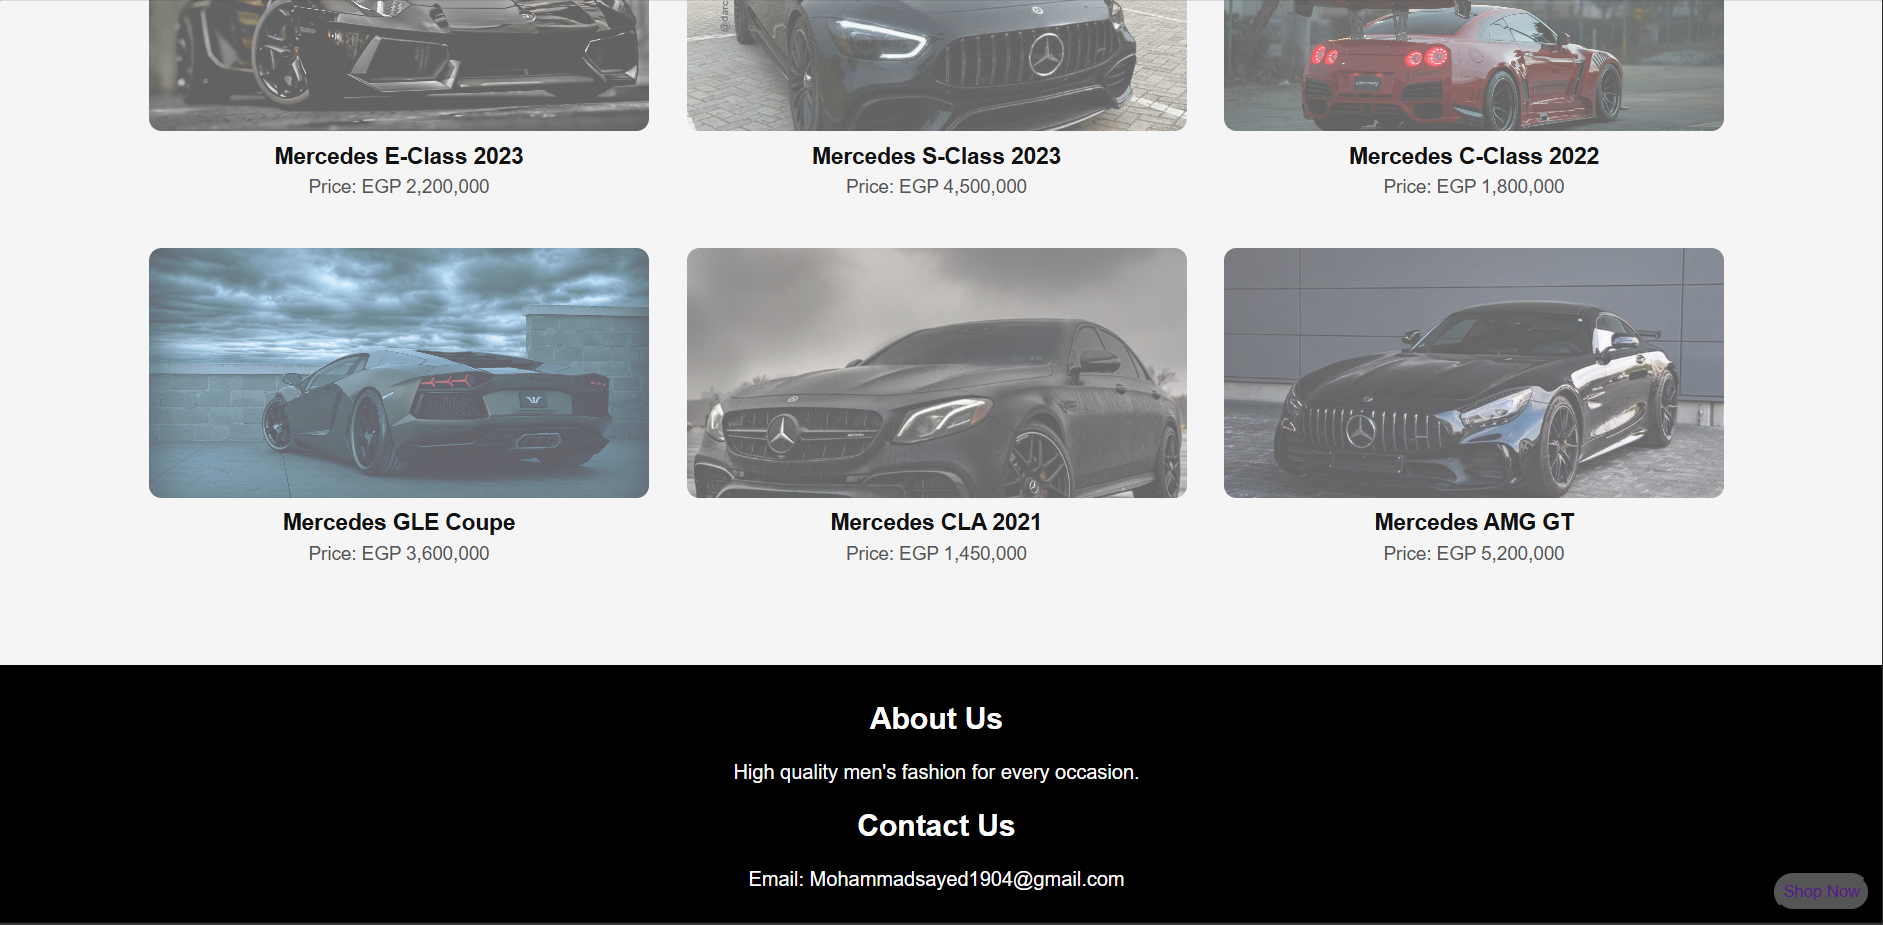 Mercedes E-Class 2023
Price: EGP 2,200,000
Mercedes S-Class 2023
Price: EGP 4,500,000
Mercedes C-Class 2022
Price: EGP 1,800,000
Mercedes GLE Coupe
Price: EGP 3,600,000
Mercedes CLA 2021
Price: EGP 1,450,000
Mercedes AMG GT
Price: EGP 5,200,000
About Us
High quality men's fashion for every occasion.
Contact Us
Email: Mohammadsayed1904@gmail.com
Shop Now